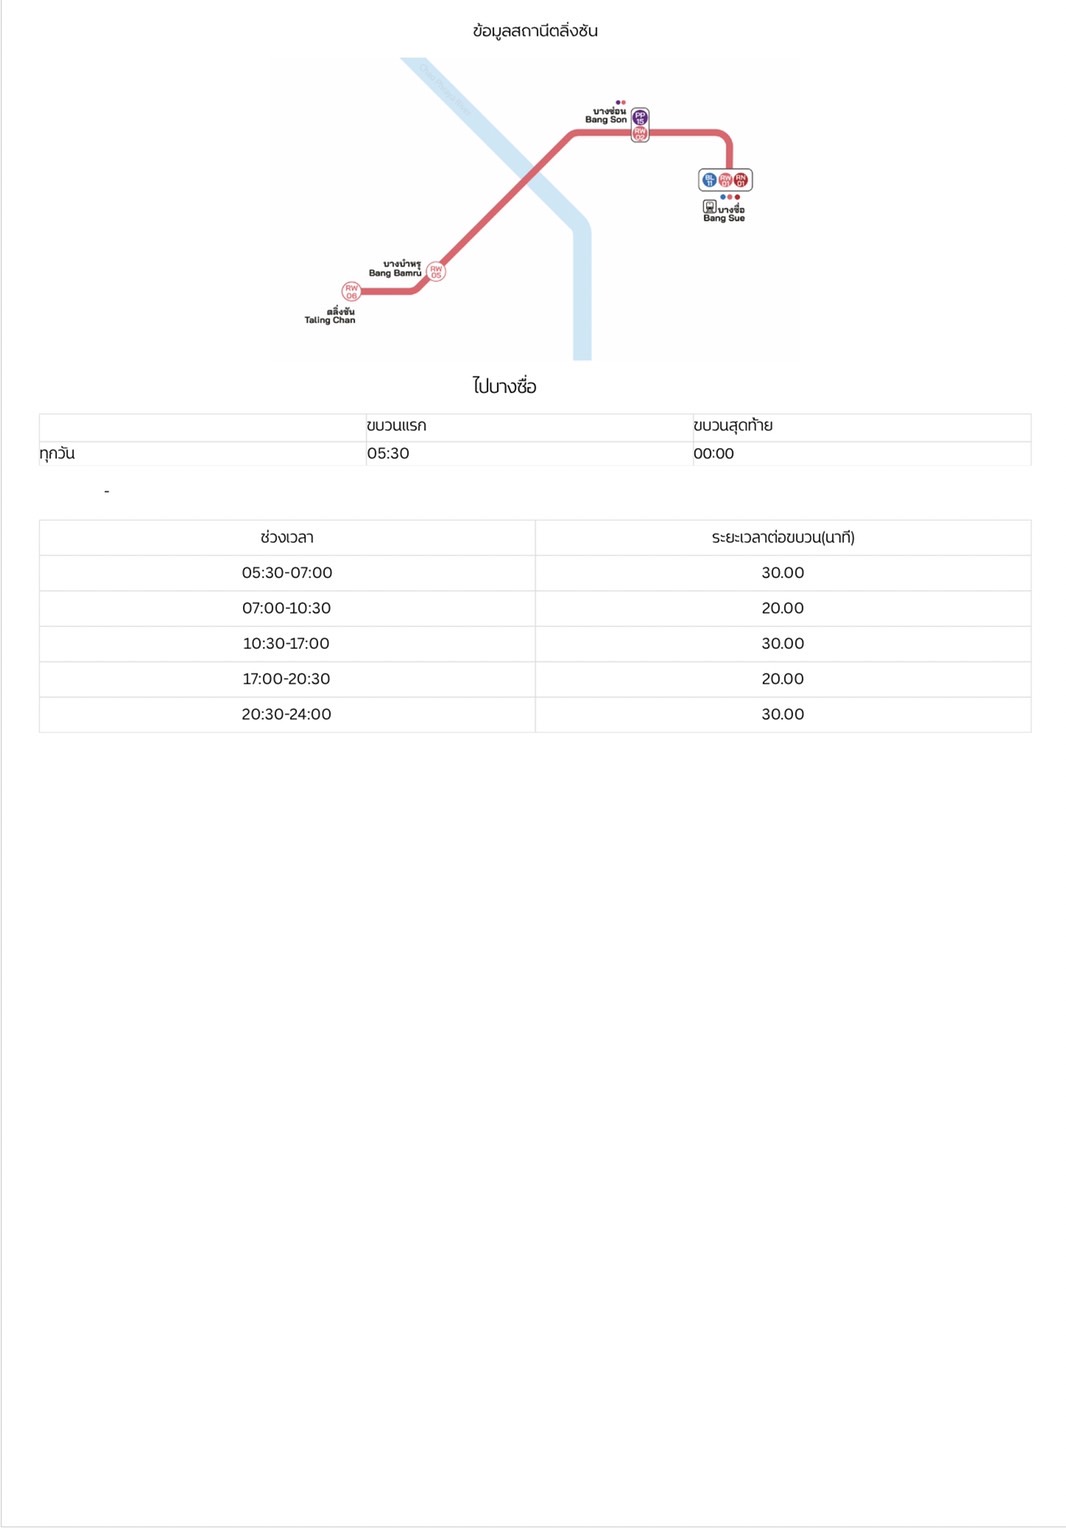 ข้อมูลสถานีตลิ่งชัน
บางซ่อน
Bang Son
PP
15
RW
02
BL
11
RW
01
RN
01
บางซื่อ
Bang Sue
บางบำหรุ
Bang Bamru
RW
05
RW
06
ตลิ่งชัน
Taling Chan
ไปบางซื่อ
ขบวนแรก ขบวนสุดท้าย
ทุกวัน 05:30 00:00
-
ช่วงเวลา ระยะเวลาต่อขบวน(นาที)
05:30-07:00 30.00
07:00-10:30 20.00
10:30-17:00 30.00
17:00-20:30 20.00
20:30-24:00 30.00